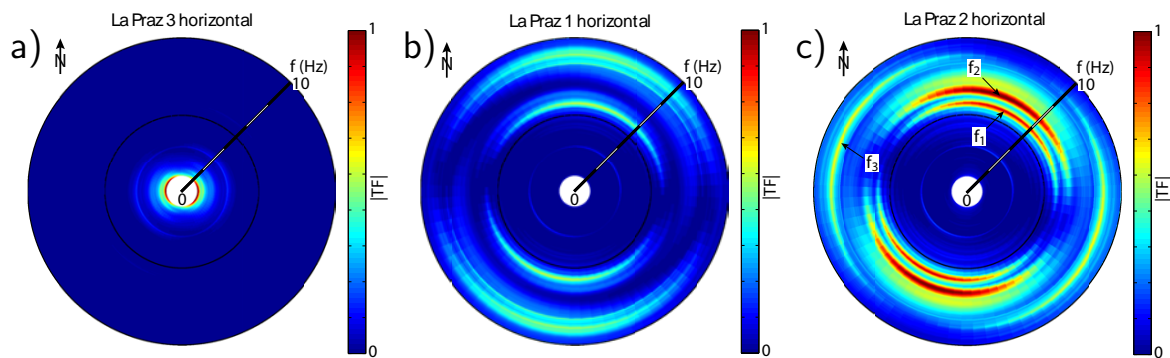 a)
La Praz 3 horizontal
N
f (Hz)
10
0
1
|TF|
0
b)
La Praz 1 horizontal
N
f (Hz)
10
0
1
|TF|
0
c)
La Praz 2 horizontal
N
f₂
f (Hz)
10
f₁
f₃
0
1
|TF|
0